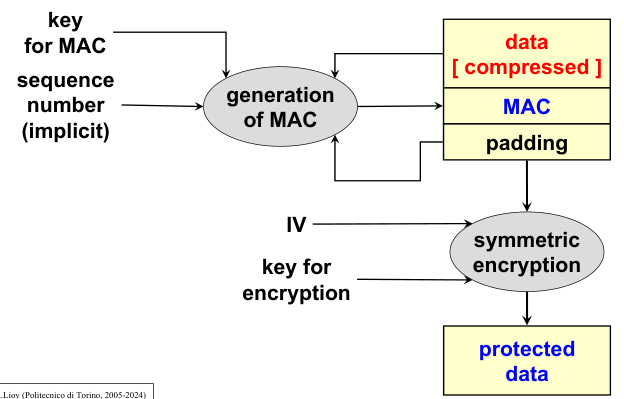 key
for MAC
sequence
number
(implicit)
generation
of MAC
data
[ compressed ]
MAC
padding
IV
key for
encryption
symmetric
encryption
protected
data
.Lioy (Politecnico di Torino, 2005-2024)